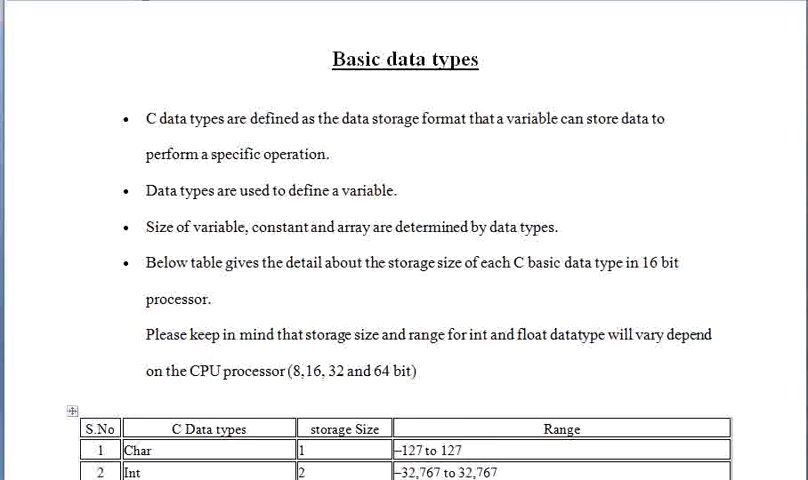 Basic data types
• C data types are defined as the data storage format that a variable can store data to
perform a specific operation.
• Data types are used to define a variable.
• Size of variable, constant and array are determined by data types.
• Below table gives the detail about the storage size of each C basic data type in 16 bit
processor.
Please keep in mind that storage size and range for int and float datatype will vary depend
on the CPU processor (8,16, 32 and 64 bit)
S.No C Data types storage Size Range
1 Char 1 –127 to 127
2 Int 2 –32,767 to 32,767